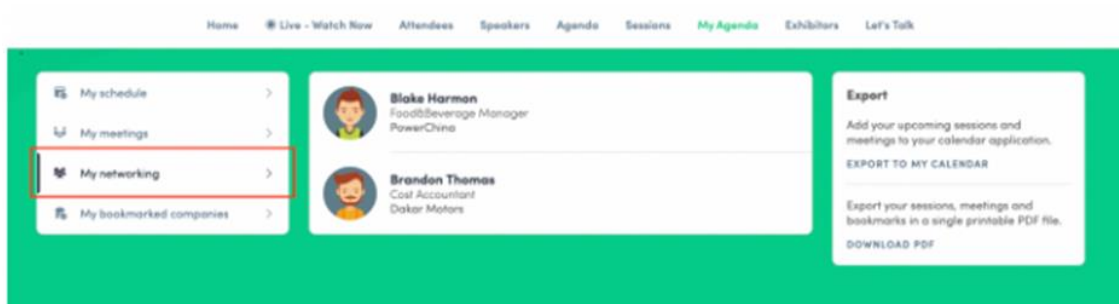 Home Live - Watch Now Attendees Speakers Agenda Sessions My Agenda Exhibitors Let's Talk
My schedule
My meetings
My networking
My bookmarked companies
Blake Harmon
Food&Beverage Manager
PowerChina
Brandon Thomas
Cost Accountant
Dakar Motors
Export
Add your upcoming sessions and
meetings to your calendar application.
EXPORT TO MY CALENDAR
Export your sessions, meetings and
bookmarks in a single printable PDF file.
DOWNLOAD PDF